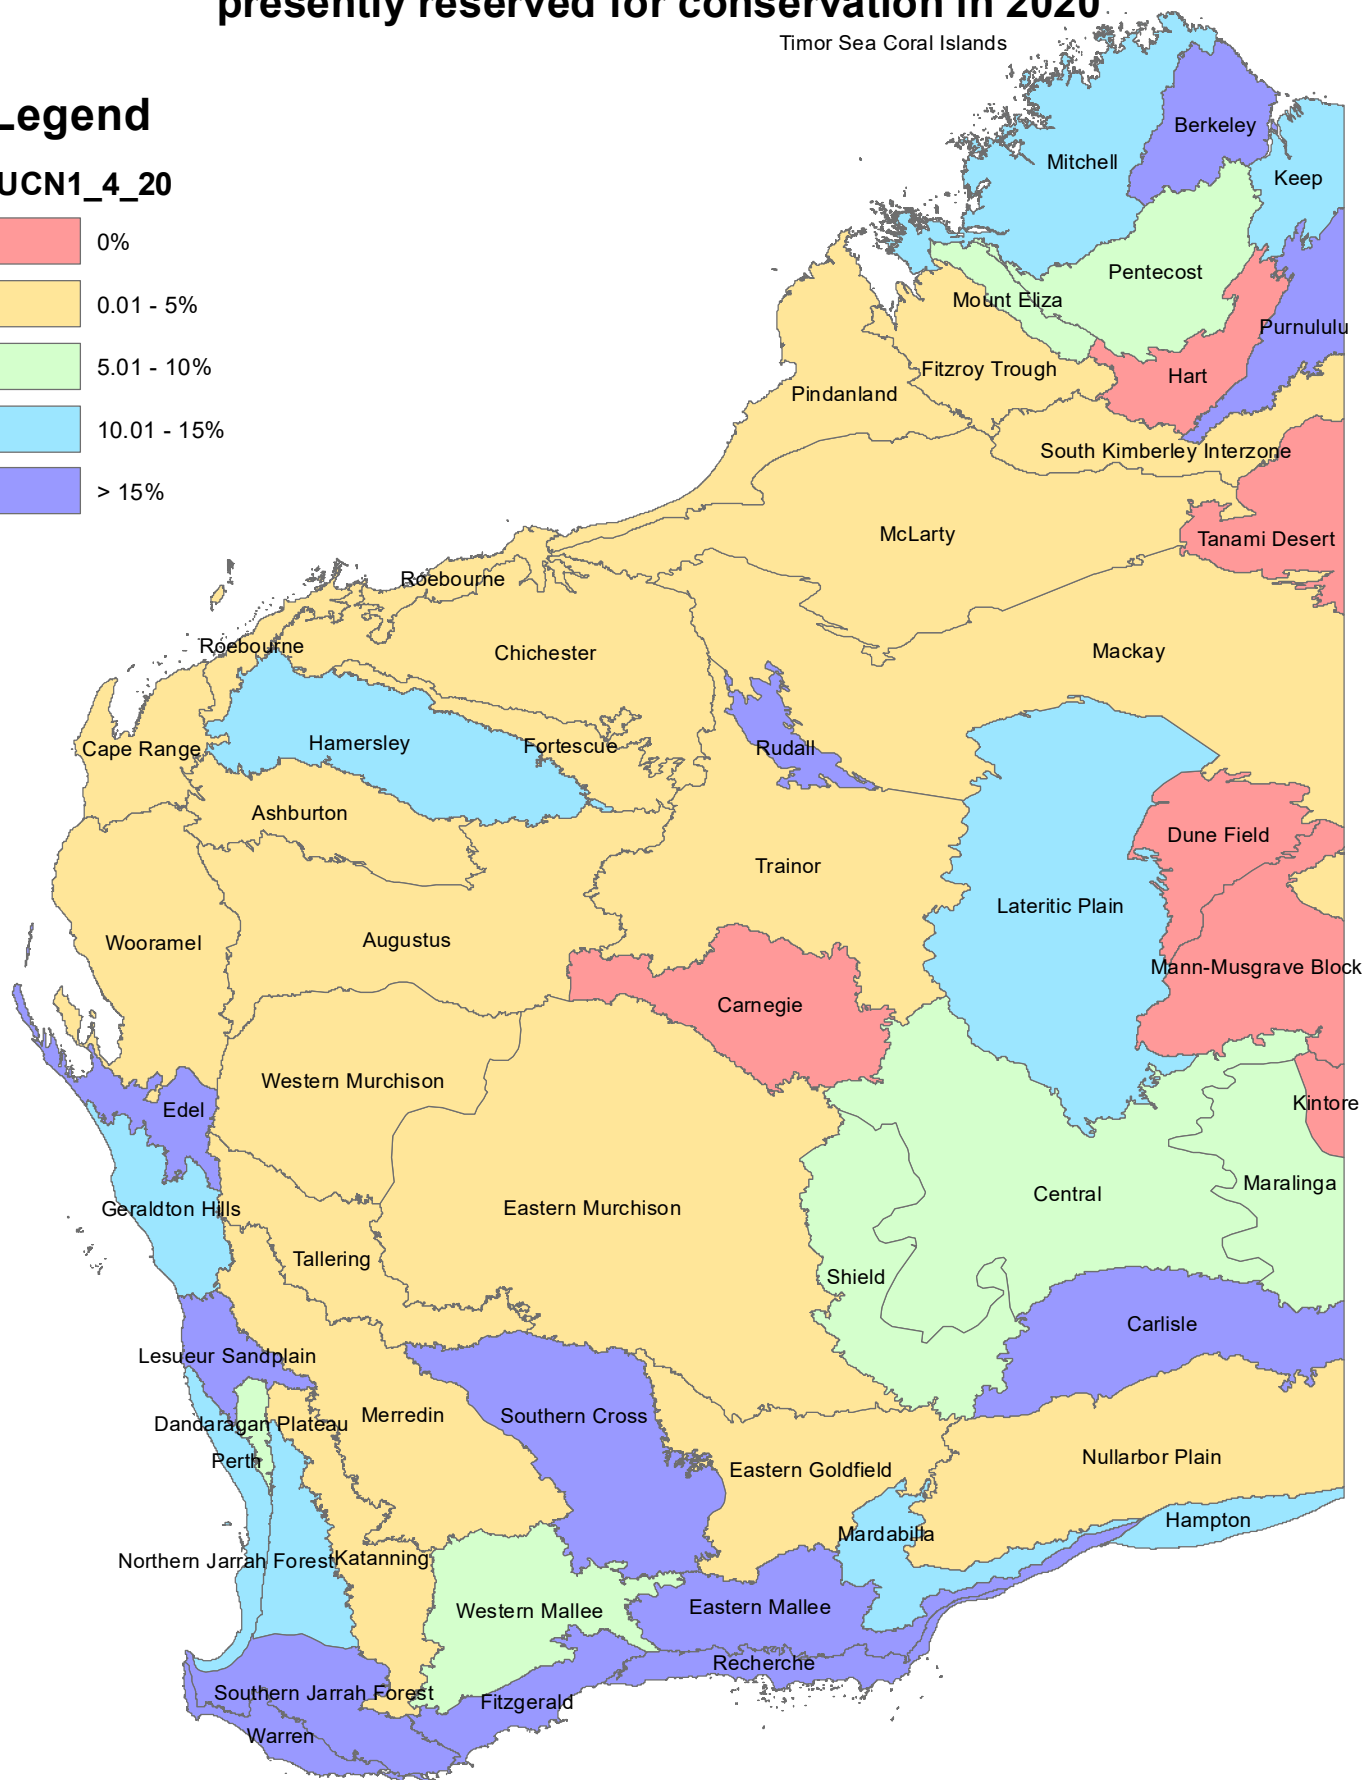 presently reserved for conservation in 2020
Timor Sea Coral Islands
Legend
UCN1_4_20
0%
0.01 - 5%
5.01 - 10%
10.01 - 15%
> 15%
Berkeley
Mitchell
Keep
Pentecost
Mount Eliza
Purnululu
Fitzroy Trough
Hart
Pindanland
South Kimberley Interzone
McLarty
Tanami Desert
Roebourne
Roebourne
Chichester
Mackay
Cape Range
Hamersley
Fortescue
Rudall
Ashburton
Dune Field
Trainor
Lateritic Plain
Wooramel
Augustus
Mann-Musgrave Block
Carnegie
Western Murchison
Edel
Kintore
Maralinga
Central
Geraldton Hills
Eastern Murchison
Tallering
Shield
Carlisle
Lesueur Sandplain
Merredin
Southern Cross
Dandaragan Plateau
Perth
Eastern Goldfield
Nullarbor Plain
Hampton
Mardabilla
Northern Jarrah Forest
Katanning
Western Mallee
Eastern Mallee
Recherche
Southern Jarrah Forest
Fitzgerald
Warren